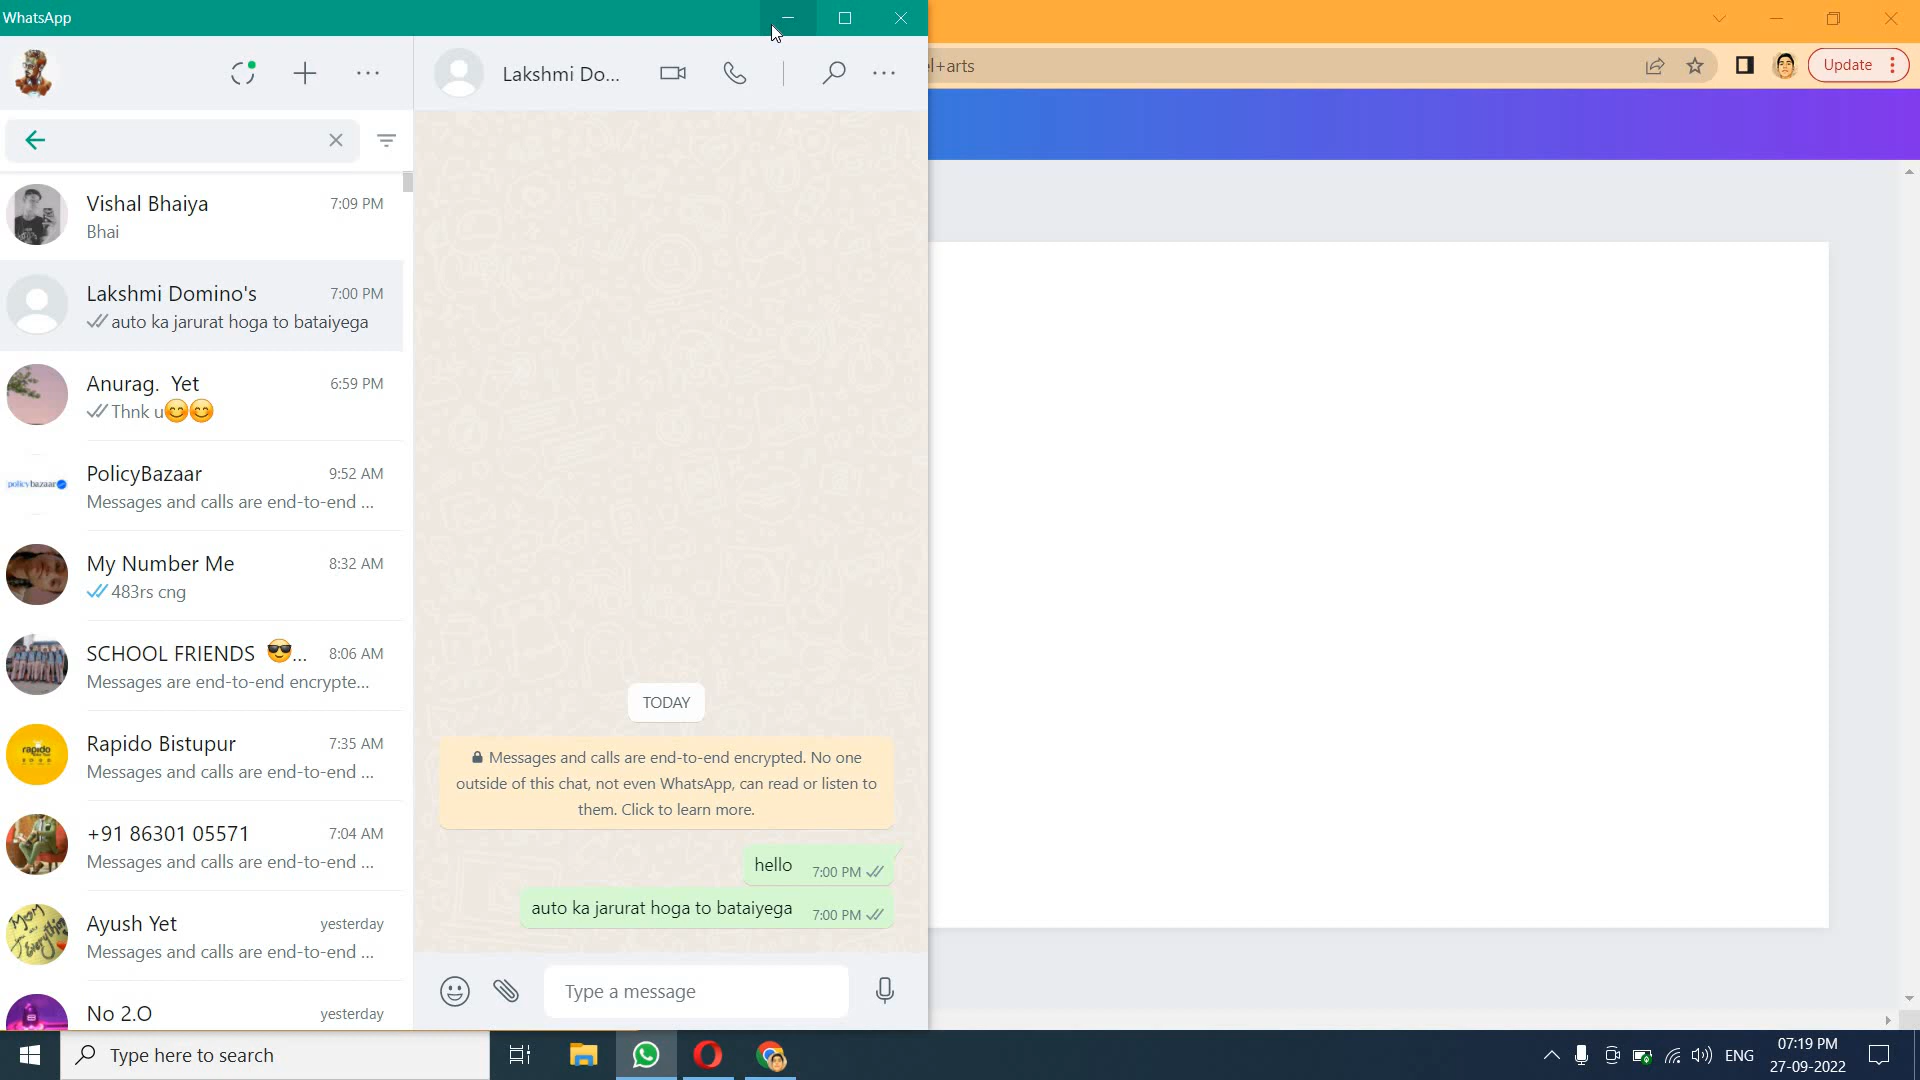 WhatsApp
Lakshmi Do...
l+arts
Update
Vishal Bhaiya 7:09 PM
Bhai
Lakshmi Domino's 7:00 PM
auto ka jarurat hoga to bataiyega
Anurag. Yet 6:59 PM
Thnk u😊😊
PolicyBazaar 9:52 AM
policybazaar
Messages and calls are end-to-end ...
My Number Me 8:32 AM
483rs cng
SCHOOL FRIENDS 😎... 8:06 AM
Messages are end-to-end encrypte...
Rapido Bistupur 7:35 AM
rapido
Messages and calls are end-to-end ...
+91 86301 05571 7:04 AM
Messages and calls are end-to-end ...
Ayush Yet yesterday
Messages and calls are end-to-end ...
No 2.O yesterday
TODAY
Messages and calls are end-to-end encrypted. No one
outside of this chat, not even WhatsApp, can read or listen to
them. Click to learn more.
hello 7:00 PM
auto ka jarurat hoga to bataiyega 7:00 PM
Type a message
Type here to search
ENG
07:19 PM
27-09-2022